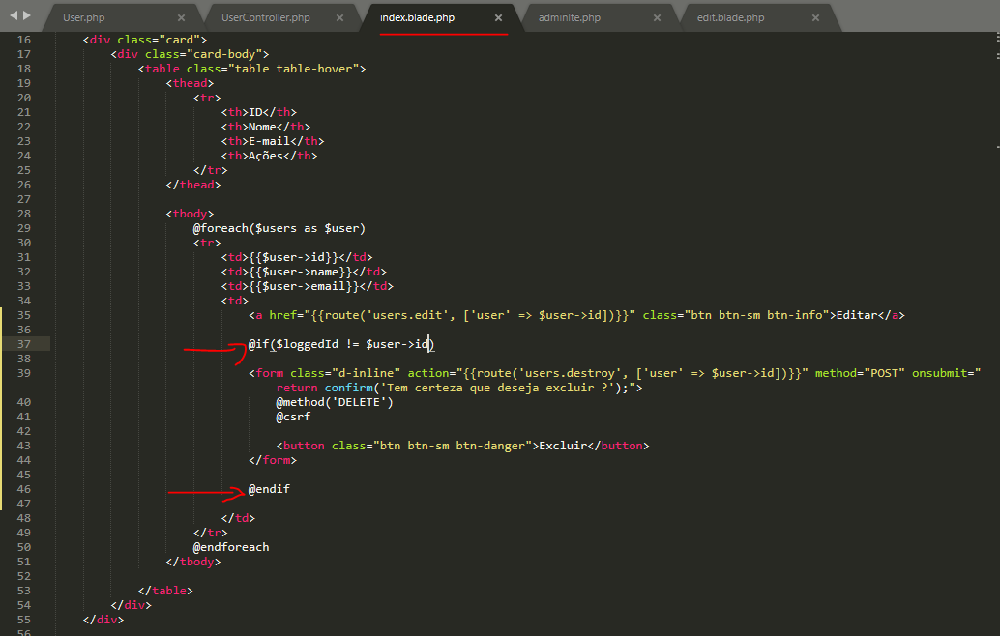 User.php × UserController.php × index.blade.php × adminlte.php × edit.blade.php ×
16 <div class="card">
17 <div class="card-body">
18 <table class="table table-hover">
19 <thead>
20 <tr>
21 <th>ID</th>
22 <th>Nome</th>
23 <th>E-mail</th>
24 <th>Ações</th>
25 </tr>
26 </thead>
27
28 <tbody>
29 @foreach($users as $user)
30 <tr>
31 <td>{{$user->id}}</td>
32 <td>{{$user->name}}</td>
33 <td>{{$user->email}}</td>
34 <td>
35 <a href="{{route('users.edit', ['user' => $user->id])}}" class="btn btn-sm btn-info">Editar</a>
36
37 @if($loggedId != $user->id)
38
39 <form class="d-inline" action="{{route('users.destroy', ['user' => $user->id])}}" method="POST" onsubmit="
return confirm('Tem certeza que deseja excluir ?');">
40 @method('DELETE')
41 @csrf
42
43 <button class="btn btn-sm btn-danger">Excluir</button>
44 </form>
45
46 @endif
47
48 </td>
49 </tr>
50 @endforeach
51 </tbody>
52
53 </table>
54 </div>
55 </div>
56